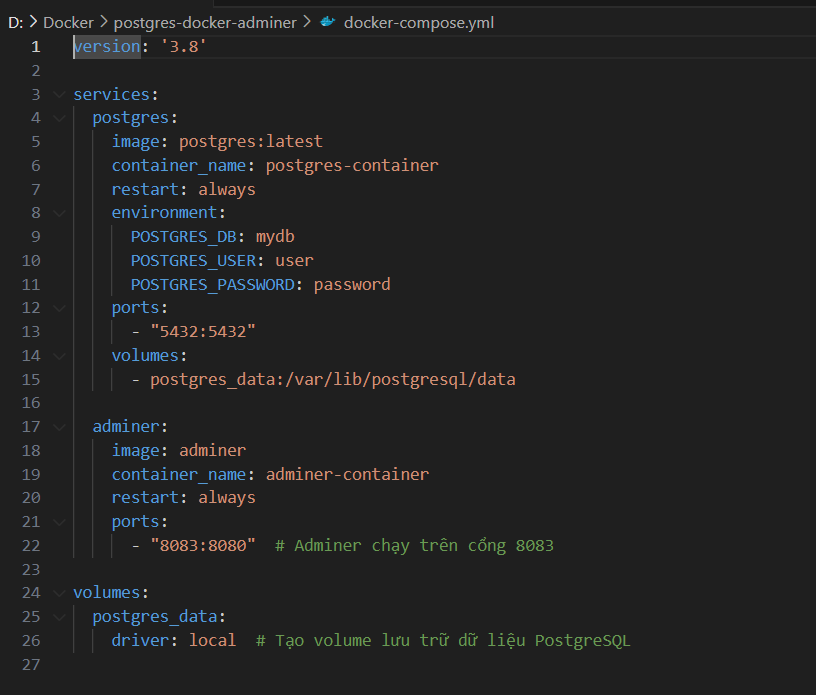 D: > Docker > postgres-docker-adminer > docker-compose.yml
1 version: '3.8'
2
3 services:
4   postgres:
5     image: postgres:latest
6     container_name: postgres-container
7     restart: always
8     environment:
9       POSTGRES_DB: mydb
10       POSTGRES_USER: user
11       POSTGRES_PASSWORD: password
12     ports:
13       - "5432:5432"
14     volumes:
15       - postgres_data:/var/lib/postgresql/data
16
17   adminer:
18     image: adminer
19     container_name: adminer-container
20     restart: always
21     ports:
22       - "8083:8080"  # Adminer chạy trên cổng 8083
23
24 volumes:
25   postgres_data:
26     driver: local  # Tạo volume lưu trữ dữ liệu PostgreSQL
27